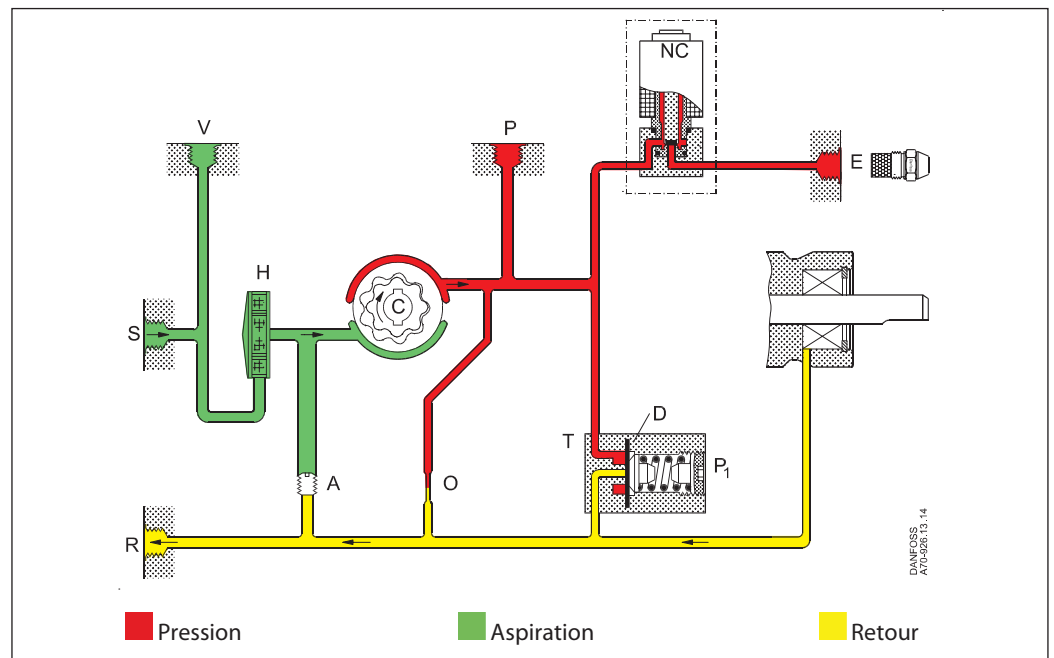 NC
V
P
E
H
S
C
D
T
P1
A
O
R
DANFOSS
A70-926.13.14
Pression
Aspiration
Retour